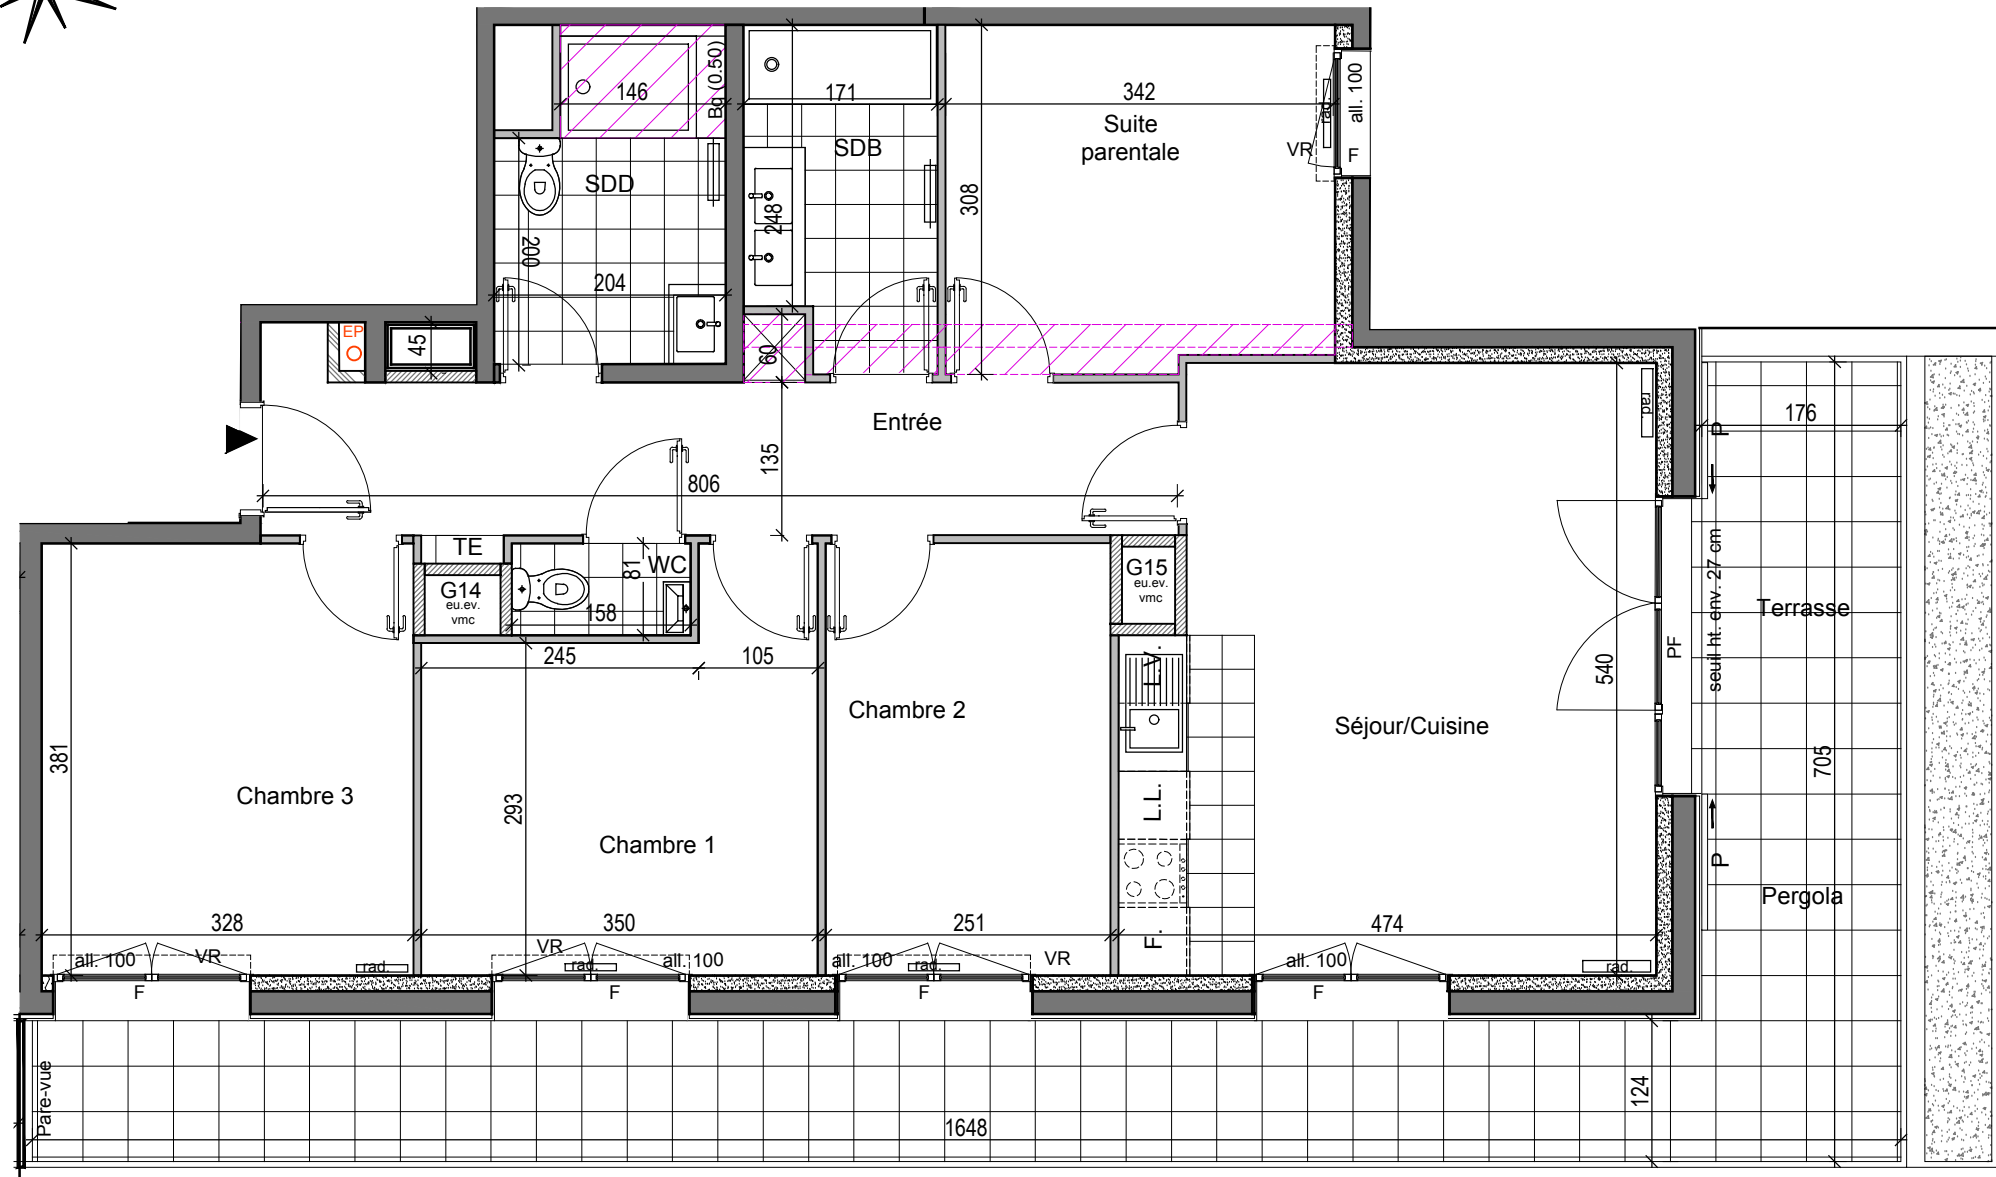 146
Bq (0.50)
171
342
Suite
parentale
rad.
all. 100
VR
F
SDD
SDB
200
204
248
308
EP
45
60
Entrée
135
806
rad.
176
P
TE
WC
81
G14
eu.ev.
vmc
158
G15
eu.ev.
vmc
245
105
L.V.
540
PF
seuil ht. env. 27 cm
Terrasse
Chambre 2
Séjour/Cuisine
381
293
705
Chambre 3
Chambre 1
L.L.
P
Pergola
328
350
251
F.
474
all. 100
VR
rad.
VR
rad.
all. 100
all. 100
rad.
VR
all. 100
rad.
F
F
F
F
Pare-vue
124
1648